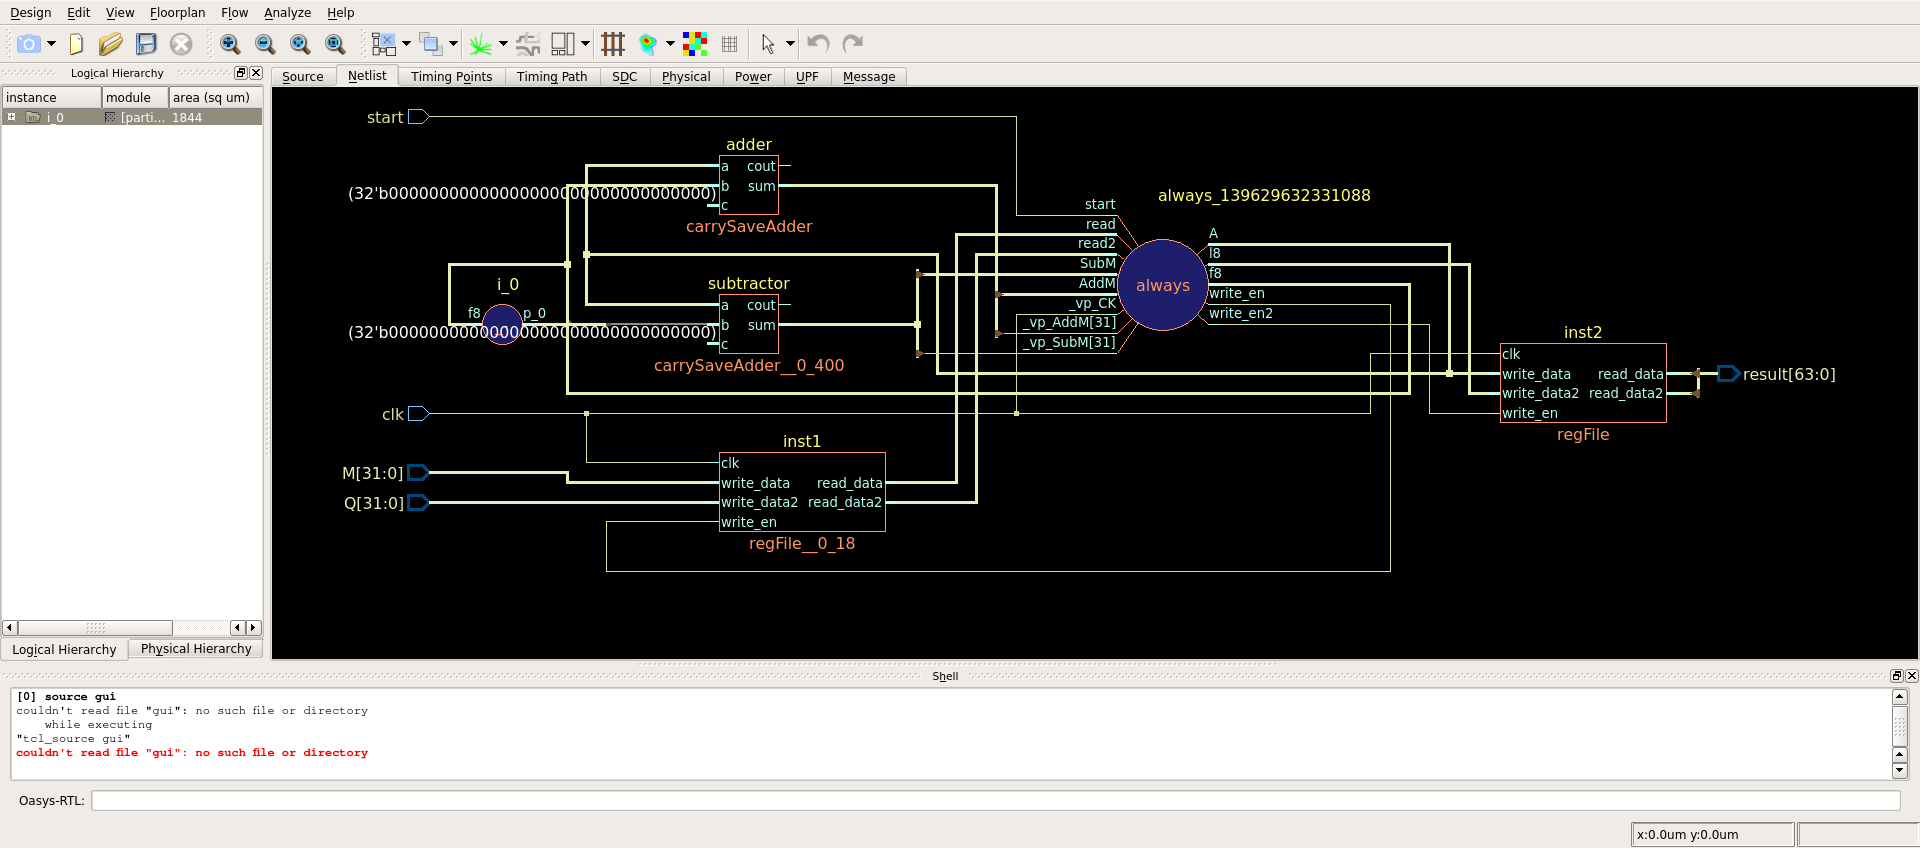 Design Edit View Floorplan Flow Analyze Help
Logical Hierarchy
Source Netlist Timing Points Timing Path SDC Physical Power UPF Message
instance module area (sq um)
i_0 [parti... 1844
start
adder
a cout
(32'b00000000000000000000000000000000) b sum
c
carrySaveAdder
always_139629632331088
start
read
read2
SubM
AddM
_vp_CK
_vp_AddM[31]
_vp_SubM[31]
always
A
l8
f8
write_en
write_en2
i_0
f8 p_0
subtractor
a cout
(32'b00000000000000000000000000000000) b sum
c
carrySaveAdder__0_400
inst2
clk
write_data read_data
write_data2 read_data2
write_en
regFile
result[63:0]
clk
inst1
clk
M[31:0]
write_data read_data
Q[31:0]
write_data2 read_data2
write_en
regFile__0_18
Logical Hierarchy Physical Hierarchy
Shell
[0] source gui
couldn't read file "gui": no such file or directory
while executing
"tcl_source gui"
couldn't read file "gui": no such file or directory
Oasys-RTL:
x:0.0um y:0.0um